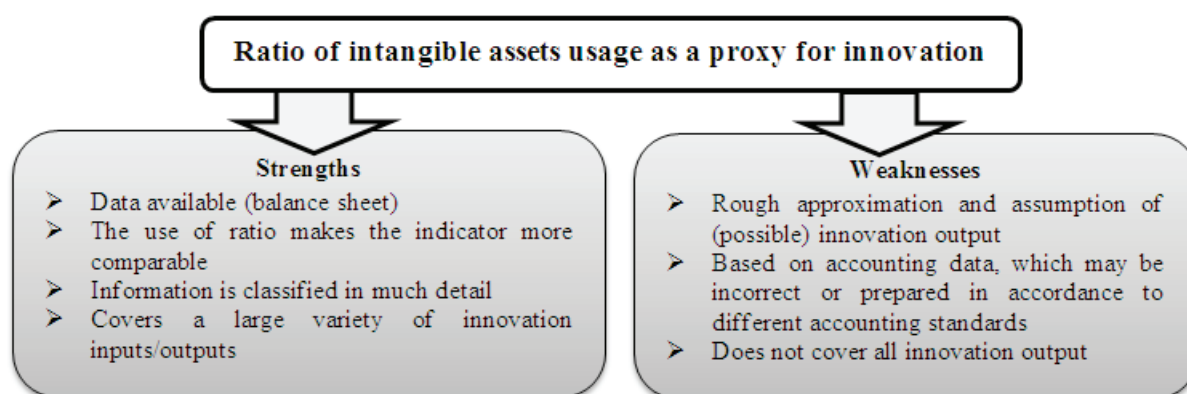 Ratio of intangible assets usage as a proxy for innovation
Strengths
➢ Data available (balance sheet)
➢ The use of ratio makes the indicator more
comparable
➢ Information is classified in much detail
➢ Covers a large variety of innovation
inputs/outputs
Weaknesses
➢ Rough approximation and assumption of
(possible) innovation output
➢ Based on accounting data, which may be
incorrect or prepared in accordance to
different accounting standards
➢ Does not cover all innovation output